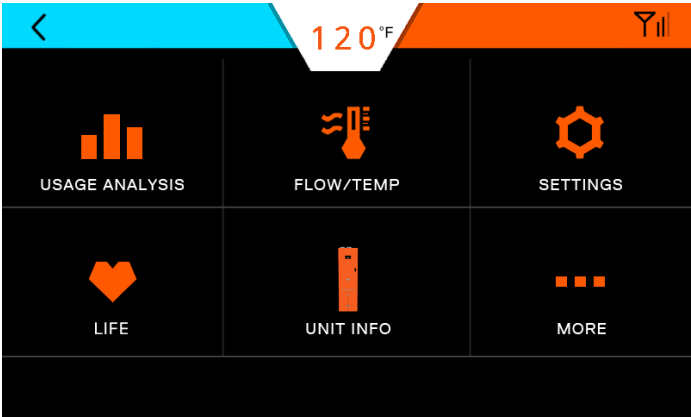 120°F
USAGE ANALYSIS
FLOW/TEMP
SETTINGS
LIFE
UNIT INFO
MORE